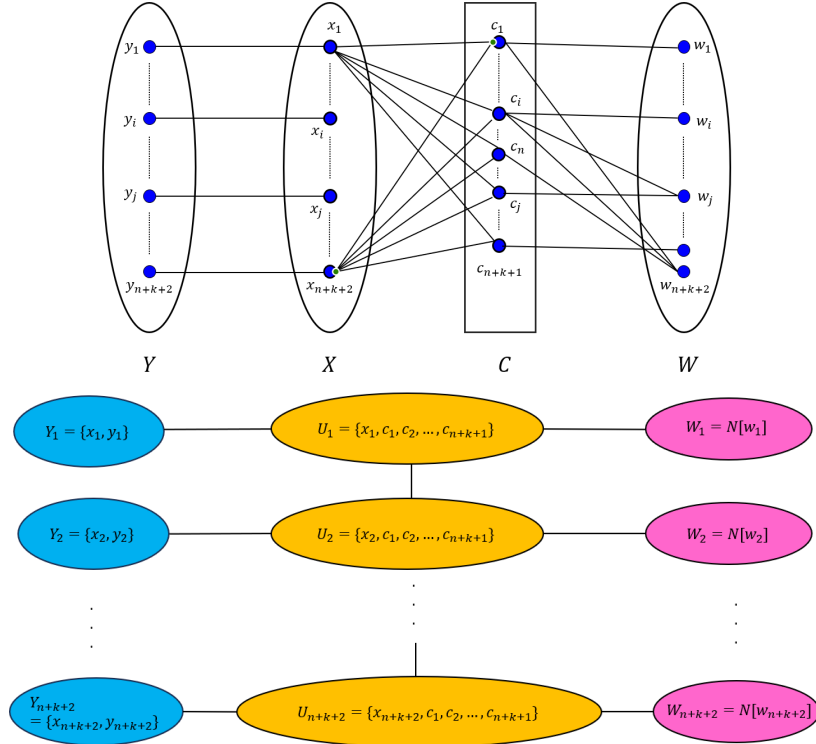 x₁ c₁
y₁ w₁
cᵢ
yᵢ xᵢ wᵢ
cₙ
yⱼ xⱼ cⱼ wⱼ
yₙ₊ₖ₊₂ xₙ₊ₖ₊₂ cₙ₊ₖ₊₁ wₙ₊ₖ₊₂
Y X C W
Y₁ = {x₁, y₁} U₁ = {x₁, c₁, c₂, …, cₙ₊ₖ₊₁} W₁ = N[w₁]
Y₂ = {x₂, y₂} U₂ = {x₂, c₁, c₂, …, cₙ₊ₖ₊₁} W₂ = N[w₂]
Yₙ₊ₖ₊₂
= {xₙ₊ₖ₊₂, yₙ₊ₖ₊₂} Uₙ₊ₖ₊₂ = {xₙ₊ₖ₊₂, c₁, c₂, …, cₙ₊ₖ₊₁} Wₙ₊ₖ₊₂ = N[wₙ₊ₖ₊₂]